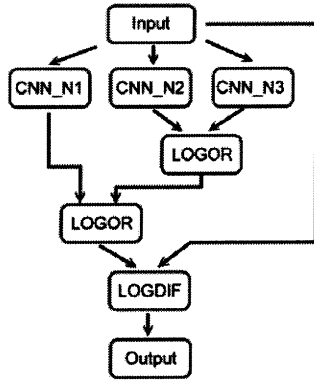 Input
CNN_N1 CNN_N2 CNN_N3
LOGOR
LOGOR
LOGDIF
Output